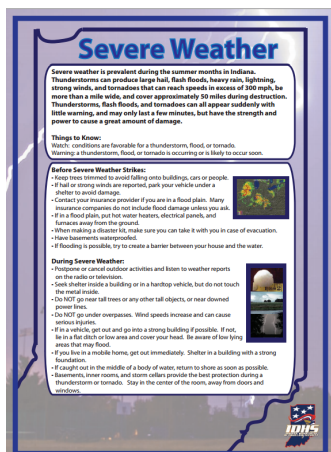 Severe Weather
Severe weather is prevalent during the summer months in Indiana.
Thunderstorms can produce large hail, flash floods, heavy rain, lightning,
strong winds, and tornadoes that can reach speeds in excess of 300 mph, be
more than a mile wide, and cover approximately 50 miles during destruction.
Thunderstorms, flash floods, and tornadoes can all appear suddenly with
little warning, and may only last a few minutes, but have the strength and
power to cause a great amount of damage.
Things to Know:
Watch: conditions are favorable for a thunderstorm, flood, or tornado.
Warning: a thunderstorm, flood, or tornado is occurring or is likely to occur soon.
Before Severe Weather Strikes:
• Keep trees trimmed to avoid falling onto buildings, cars or people.
• If hail or strong winds are reported, park your vehicle under a
shelter to avoid damage.
• Contact your insurance provider if you are in a flood plain. Many
insurance companies do not include flood damage unless you ask.
• If in a flood plain, put hot water heaters, electrical panels, and
furnaces away from the ground.
• When making a disaster kit, make sure you can take it with you in case of evacuation.
• Have basements waterproofed.
• If flooding is possible, try to create a barrier between your house and the water.
During Severe Weather:
• Postpone or cancel outdoor activities and listen to weather reports
on the radio or television.
• Seek shelter inside a building or in a hardtop vehicle, but do not touch
the metal inside.
• Do NOT go near tall trees or any other tall objects, or near downed
power lines.
• Do NOT go under overpasses. Wind speeds increase and can cause
serious injuries.
• If in a vehicle, get out and go into a strong building if possible. If not,
lie in a flat ditch or low area and cover your head. Be aware of low lying
areas that may flood.
• If you live in a mobile home, get out immediately. Shelter in a building with a strong
foundation.
• If caught out in the middle of a body of water, return to shore as soon as possible.
• Basements, inner rooms, and storm cellars provide the best protection during a
thunderstorm or tornado. Stay in the center of the room, away from doors and
windows.
IDHS